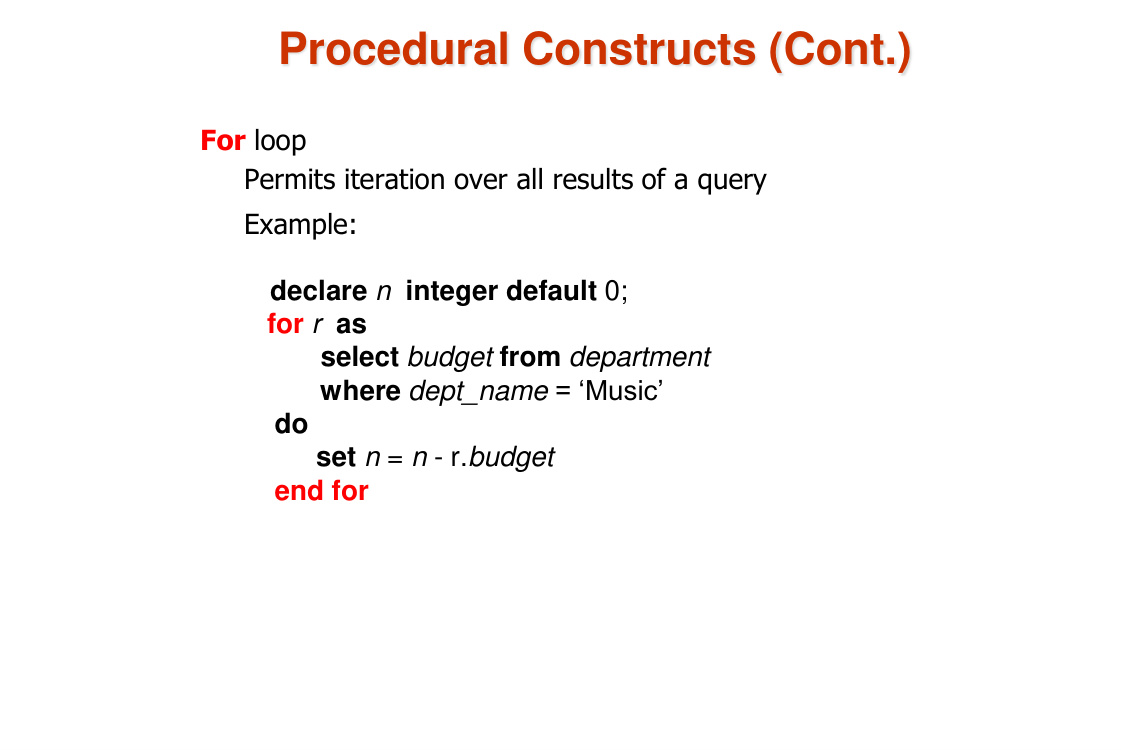 Procedural Constructs (Cont.)
For loop
Permits iteration over all results of a query
Example:
declare n integer default 0;
for r as
select budget from department
where dept_name = ‘Music’
do
set n = n - r.budget
end for